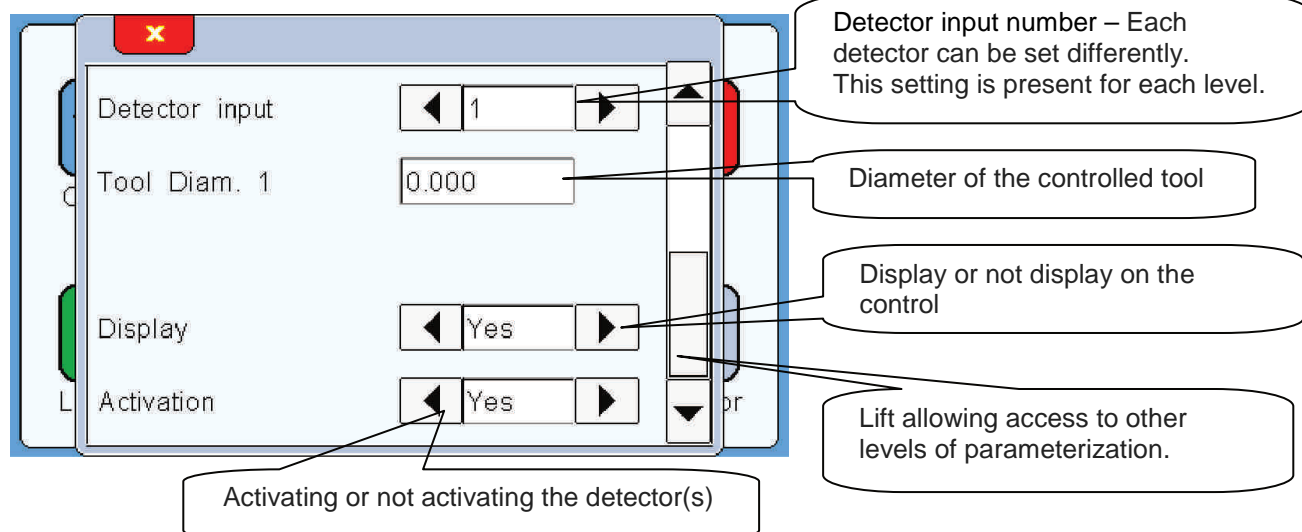 x
Detector input
1
Tool Diam. 1
0.000
Display
Yes
Activation
Yes
C
L
or
Detector input number – Each
detector can be set differently.
This setting is present for each level.
Diameter of the controlled tool
Display or not display on the
control
Lift allowing access to other
levels of parameterization.
Activating or not activating the detector(s)